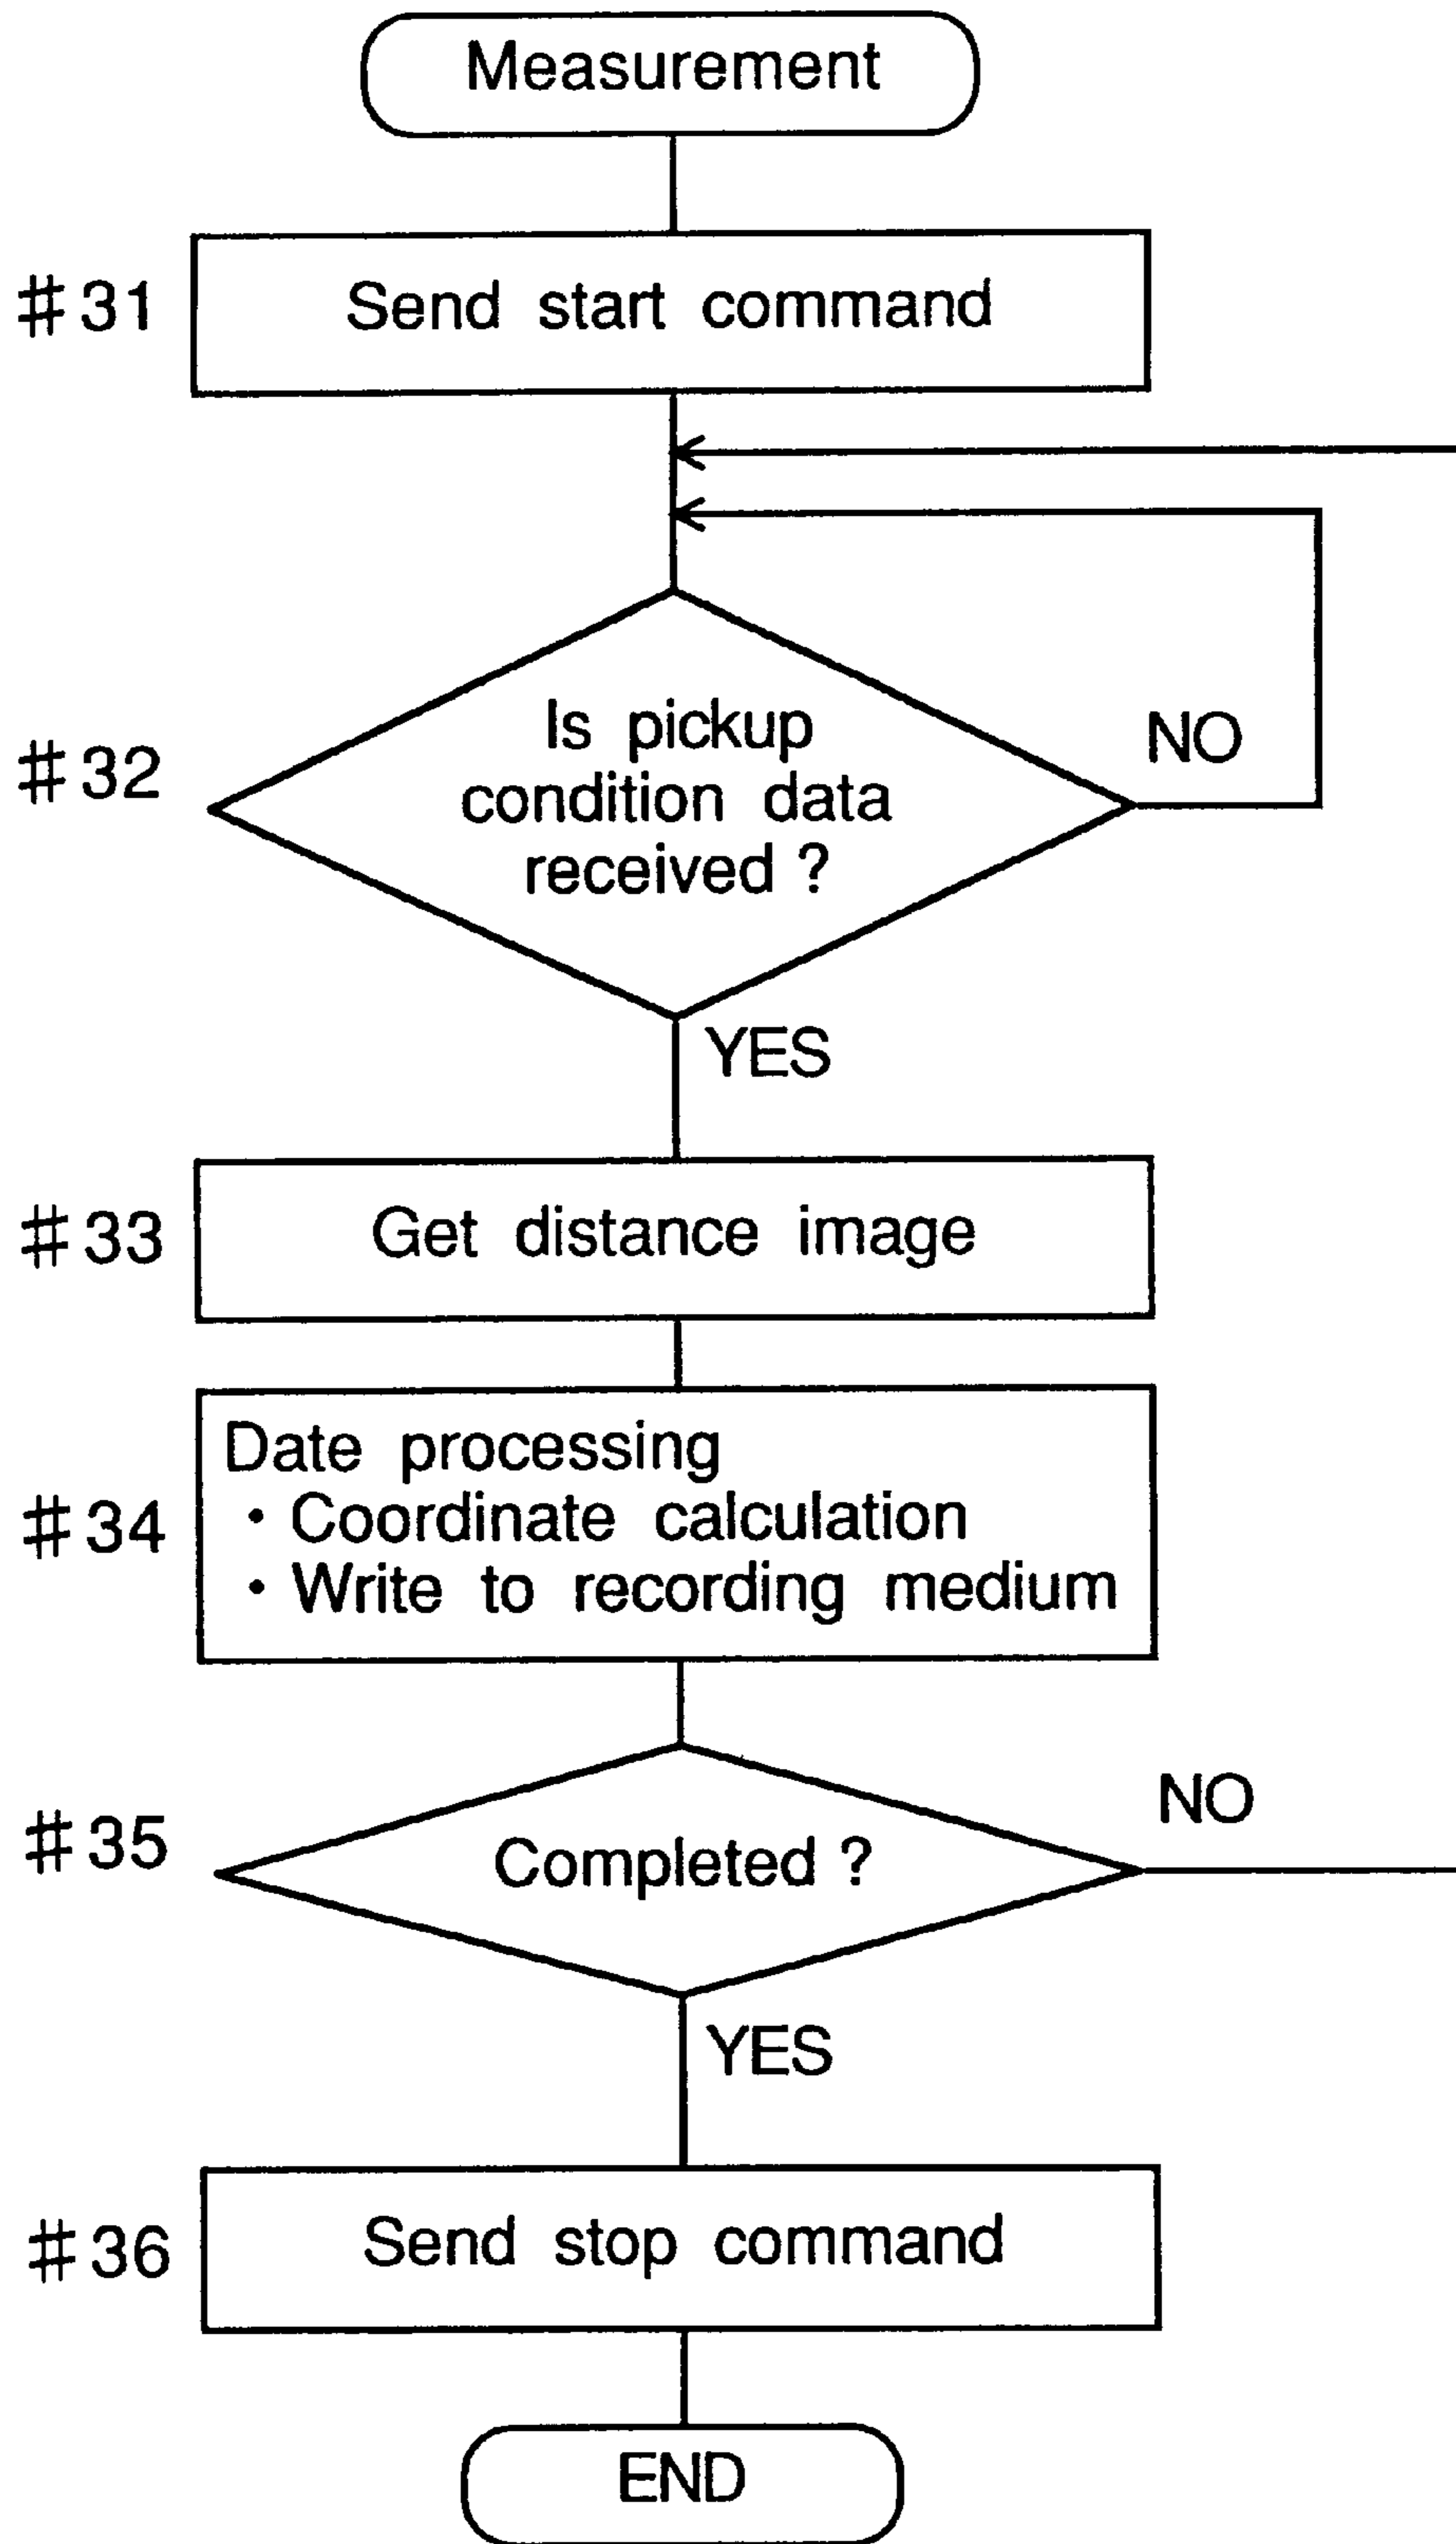 Measurement
#31
Send start command
#32
Is pickup
condition data
received ?
NO
YES
#33
Get distance image
#34
Date processing
・Coordinate calculation
・Write to recording medium
#35
Completed ?
NO
YES
#36
Send stop command
END